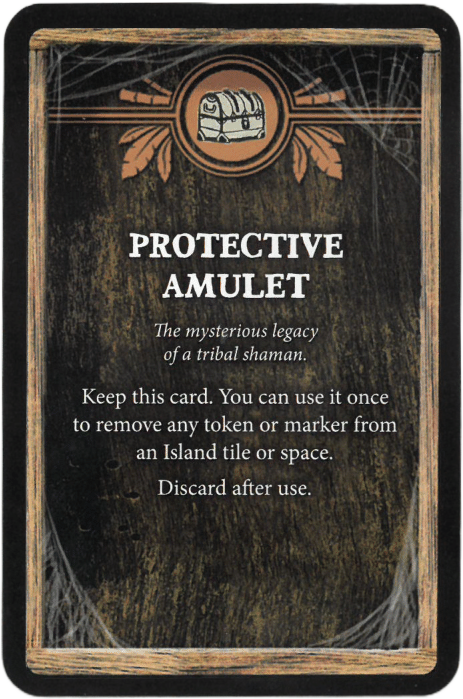 PROTECTIVE
AMULET
The mysterious legacy
of a tribal shaman.
Keep this card. You can use it once
to remove any token or marker from
an Island tile or space.
Discard after use.